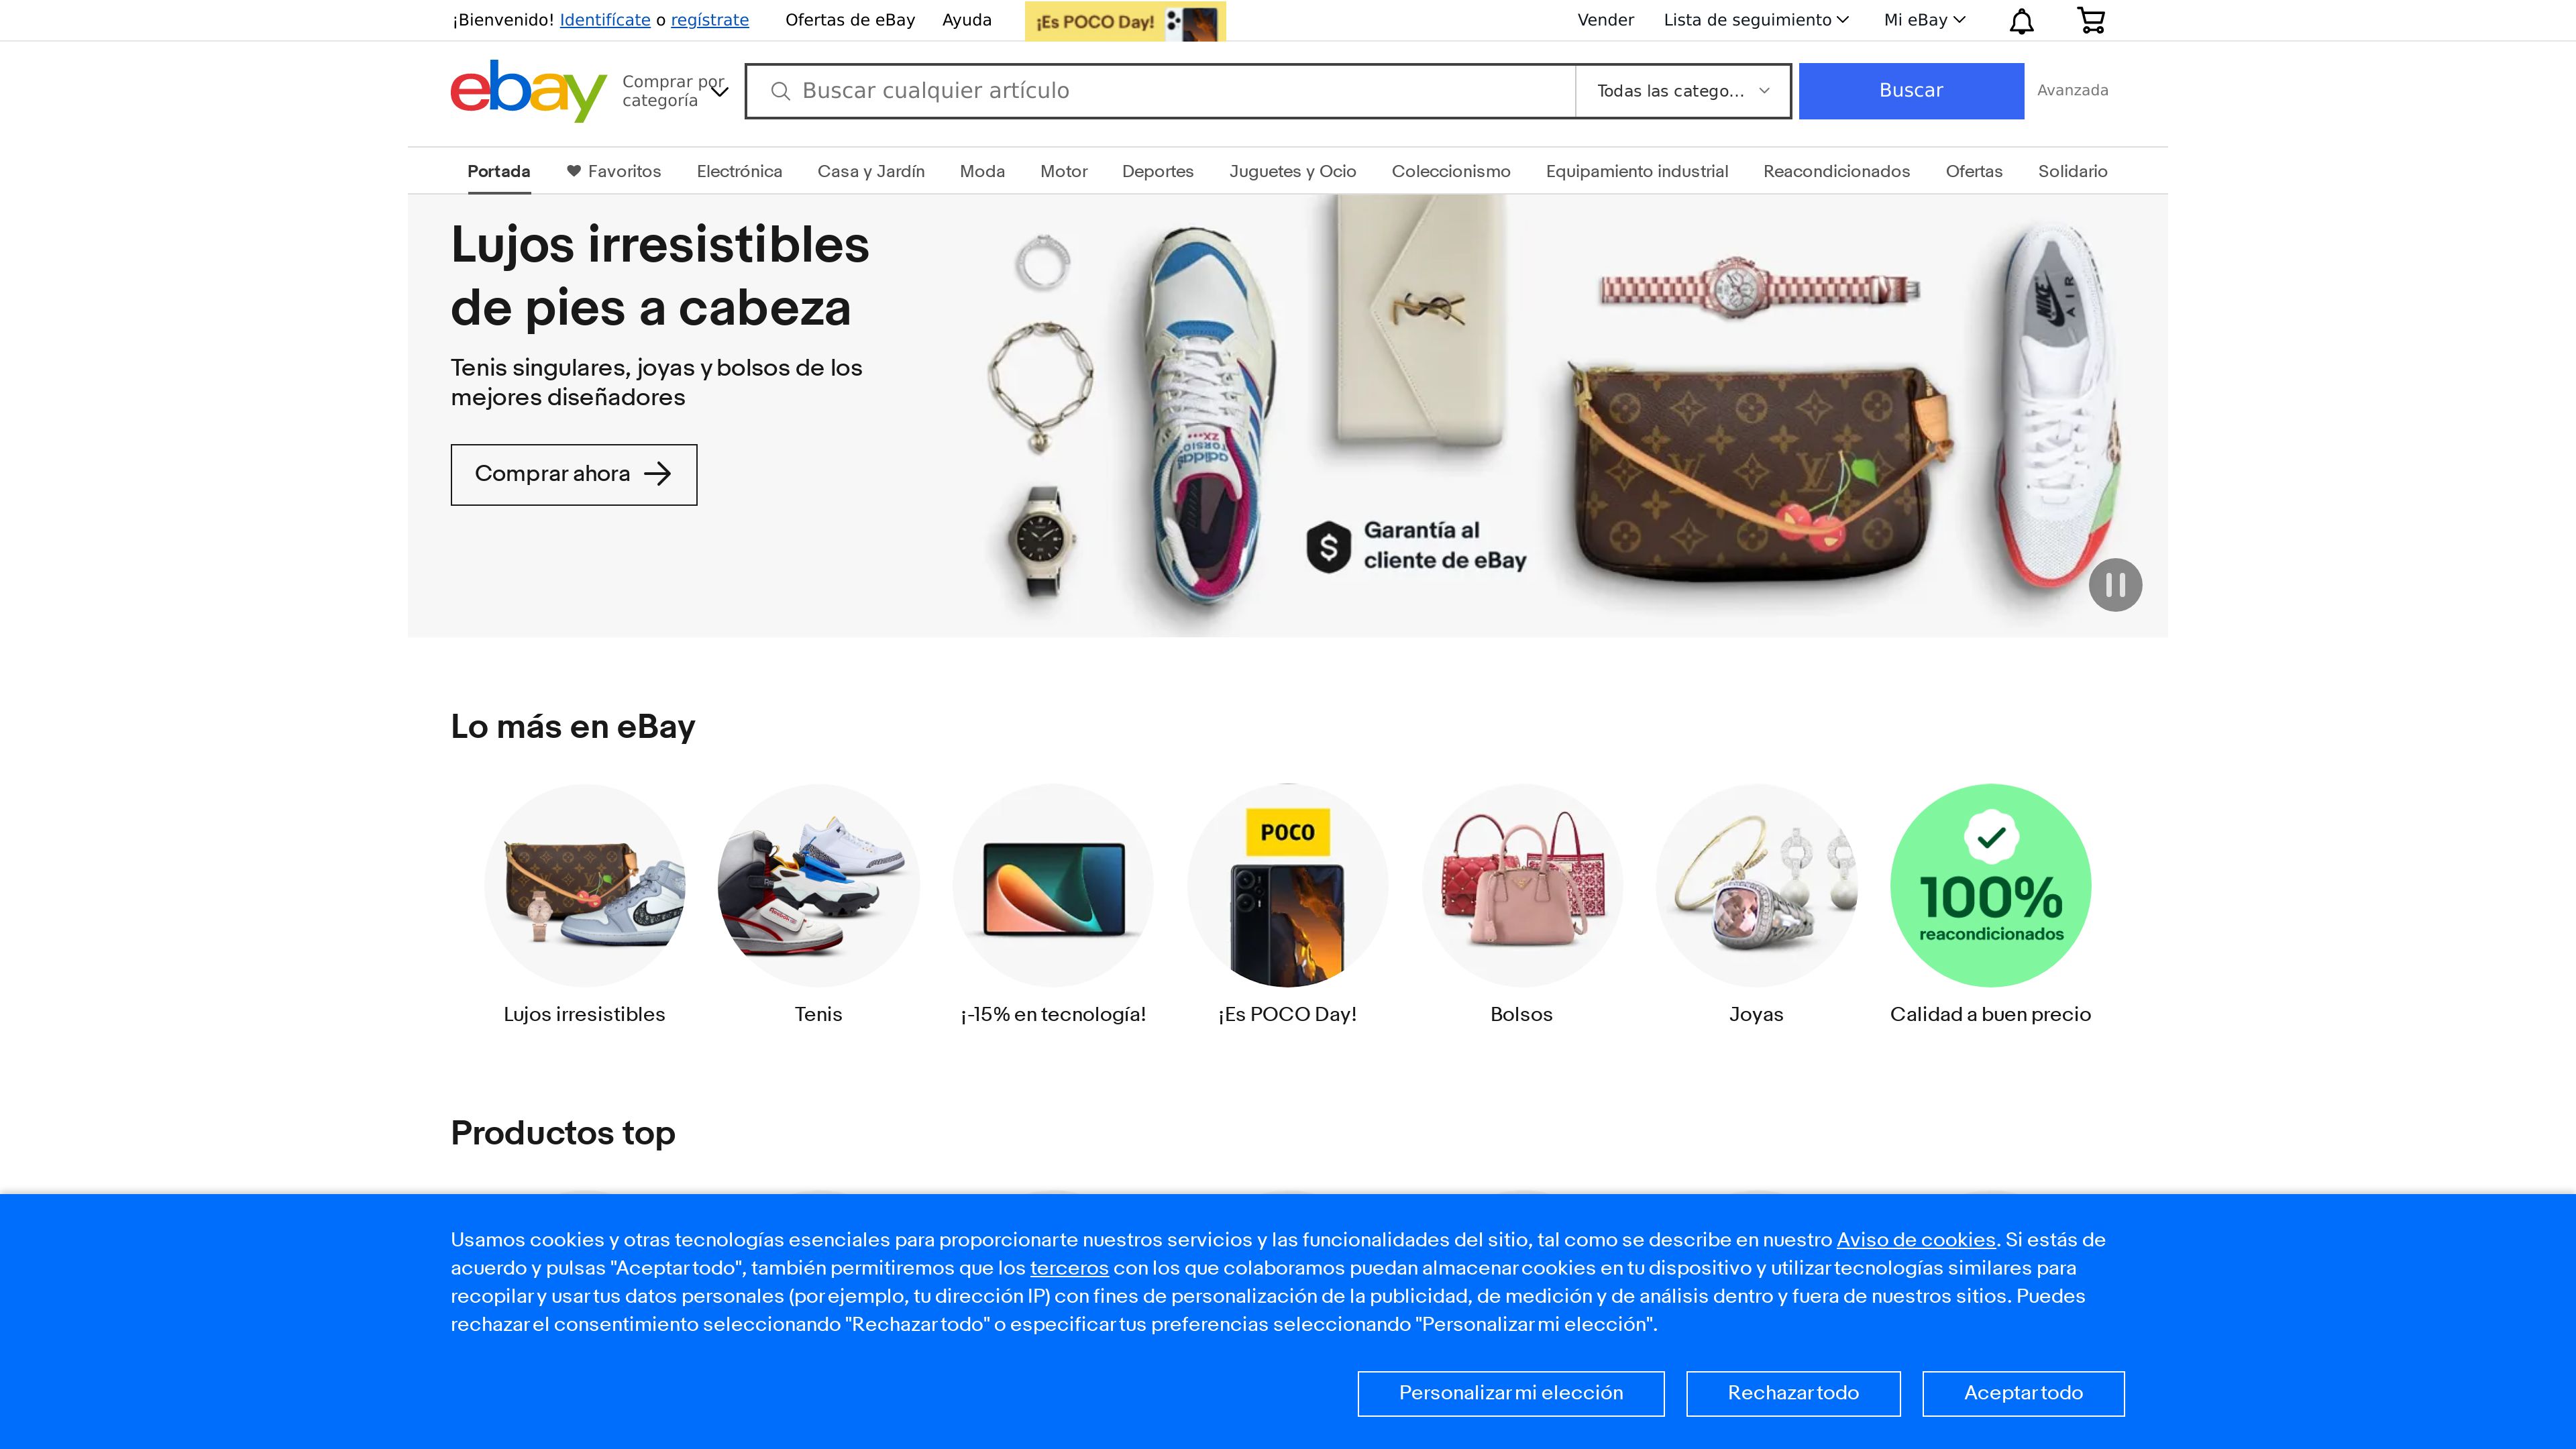 ¡Bienvenido! Identifícate o regístrate
Ofertas de eBay
Ayuda
¡Es POCO Day!
Vender
Lista de seguimiento
Mi eBay
ebay
Comprar por
categoría
Buscar cualquier artículo
Todas las catego...
Buscar
Avanzada
Portada
Favoritos
Electrónica
Casa y Jardín
Moda
Motor
Deportes
Juguetes y Ocio
Coleccionismo
Equipamiento industrial
Reacondicionados
Ofertas
Solidario
Lujos irresistibles
de pies a cabeza
Tenis singulares, joyas y bolsos de los
mejores diseñadores
Comprar ahora
ZX
TORSION
adidas
Garantía al
cliente de eBay
NIKE
AIR
Lo más en eBay
POCO
100%
reacondicionados
Lujos irresistibles
Tenis
¡-15% en tecnología!
¡Es POCO Day!
Bolsos
Joyas
Calidad a buen precio
Productos top
Usamos cookies y otras tecnologías esenciales para proporcionarte nuestros servicios y las funcionalidades del sitio, tal como se describe en nuestro Aviso de cookies. Si estás de
acuerdo y pulsas "Aceptar todo", también permitiremos que los terceros con los que colaboramos puedan almacenar cookies en tu dispositivo y utilizar tecnologías similares para
recopilar y usar tus datos personales (por ejemplo, tu dirección IP) con fines de personalización de la publicidad, de medición y de análisis dentro y fuera de nuestros sitios. Puedes
rechazar el consentimiento seleccionando "Rechazar todo" o especificar tus preferencias seleccionando "Personalizar mi elección".
Personalizar mi elección
Rechazar todo
Aceptar todo